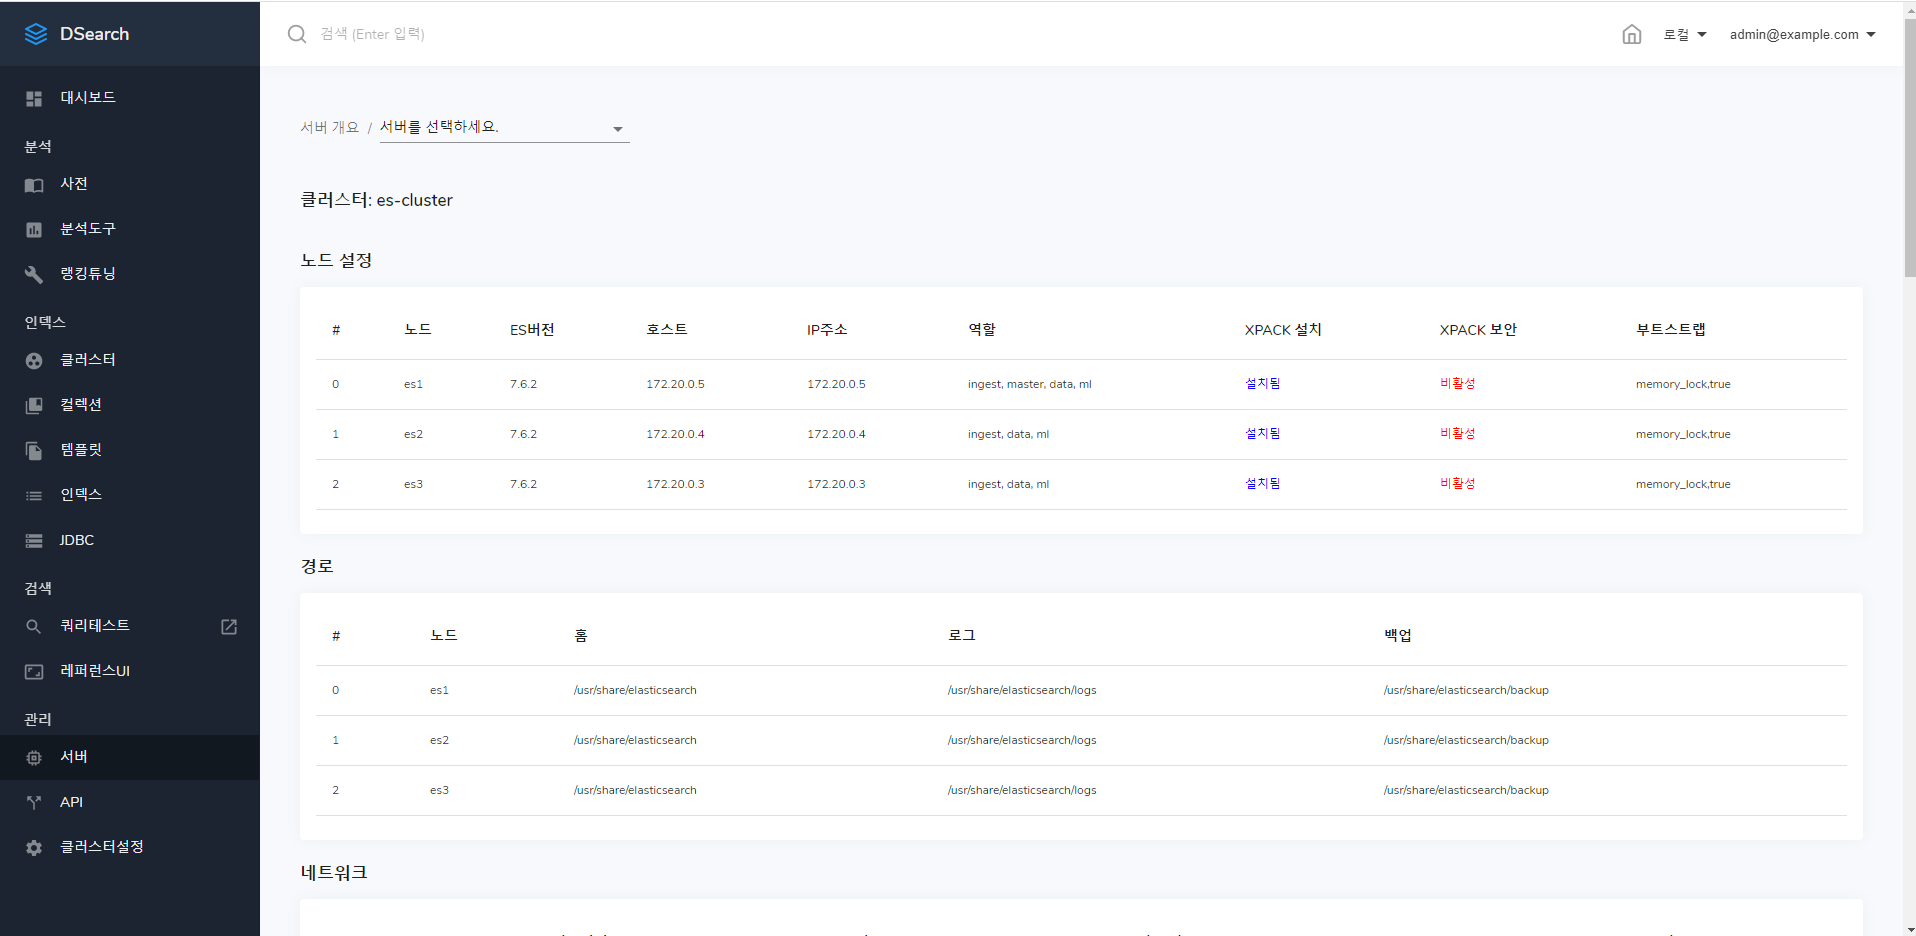 DSearch
검색 (Enter 입력)
로컬
admin@example.com
대시보드
분석
사전
분석도구
랭킹튜닝
인덱스
클러스터
컬렉션
템플릿
인덱스
JDBC
검색
쿼리테스트
레퍼런스UI
관리
서버
API
클러스터설정
서버 개요 / 서버를 선택하세요.
클러스터: es-cluster
노드 설정
# 노드 ES버전 호스트 IP주소 역할 XPACK 설치 XPACK 보안 부트스트랩
0 es1 7.6.2 172.20.0.5 172.20.0.5 ingest, master, data, ml 설치됨 비활성 memory_lock,true
1 es2 7.6.2 172.20.0.4 172.20.0.4 ingest, data, ml 설치됨 비활성 memory_lock,true
2 es3 7.6.2 172.20.0.3 172.20.0.3 ingest, data, ml 설치됨 비활성 memory_lock,true
경로
# 노드 홈 로그 백업
0 es1 /usr/share/elasticsearch /usr/share/elasticsearch/logs /usr/share/elasticsearch/backup
1 es2 /usr/share/elasticsearch /usr/share/elasticsearch/logs /usr/share/elasticsearch/backup
2 es3 /usr/share/elasticsearch /usr/share/elasticsearch/logs /usr/share/elasticsearch/backup
네트워크